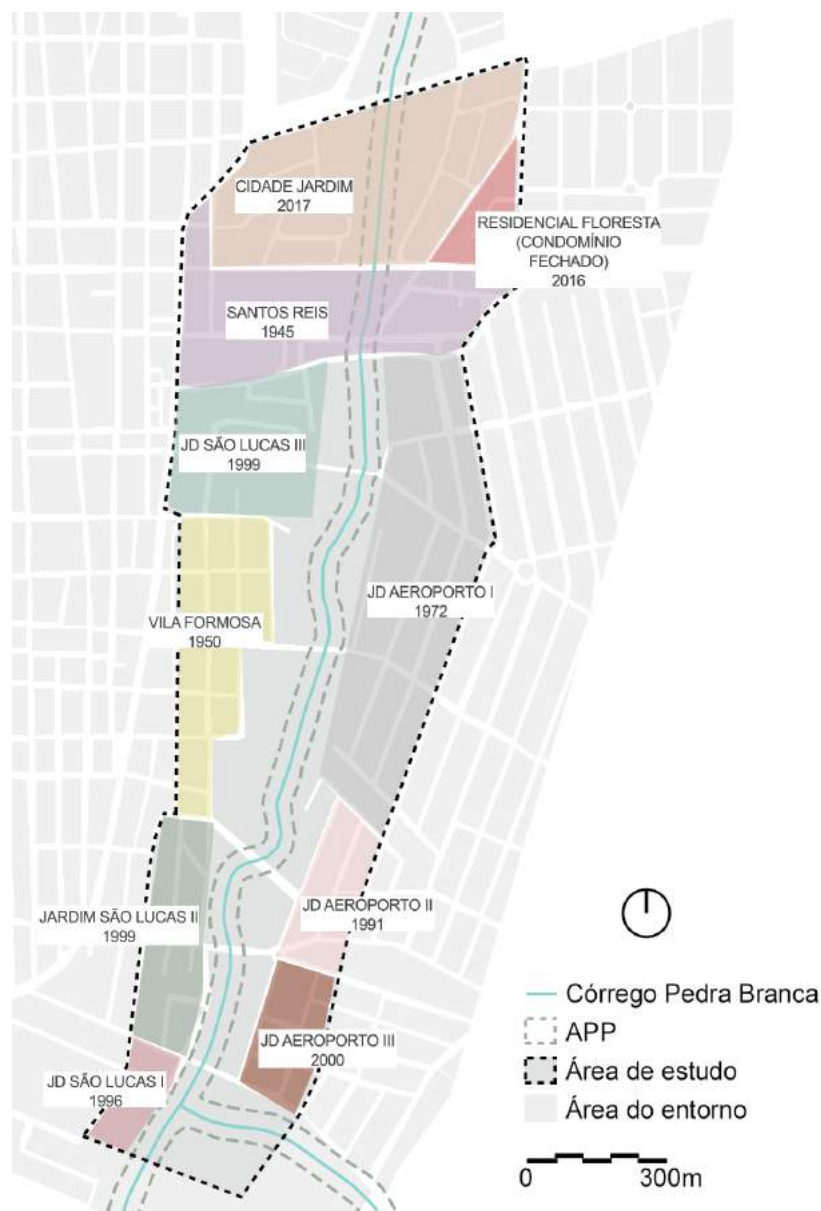 CIDADE JARDIM
2017
RESIDENCIAL FLORESTA
(CONDOMÍNIO
FECHADO)
2016
SANTOS REIS
1945
JD SÃO LUCAS III
1999
JD AEROPORTO I
1972
VILA FORMOSA
1950
JD AEROPORTO II
1991
JARDIM SÃO LUCAS II
1999
JD AEROPORTO III
2000
JD SÃO LUCAS I
1996
Córrego Pedra Branca
APP
Área de estudo
Área do entorno
0 300m